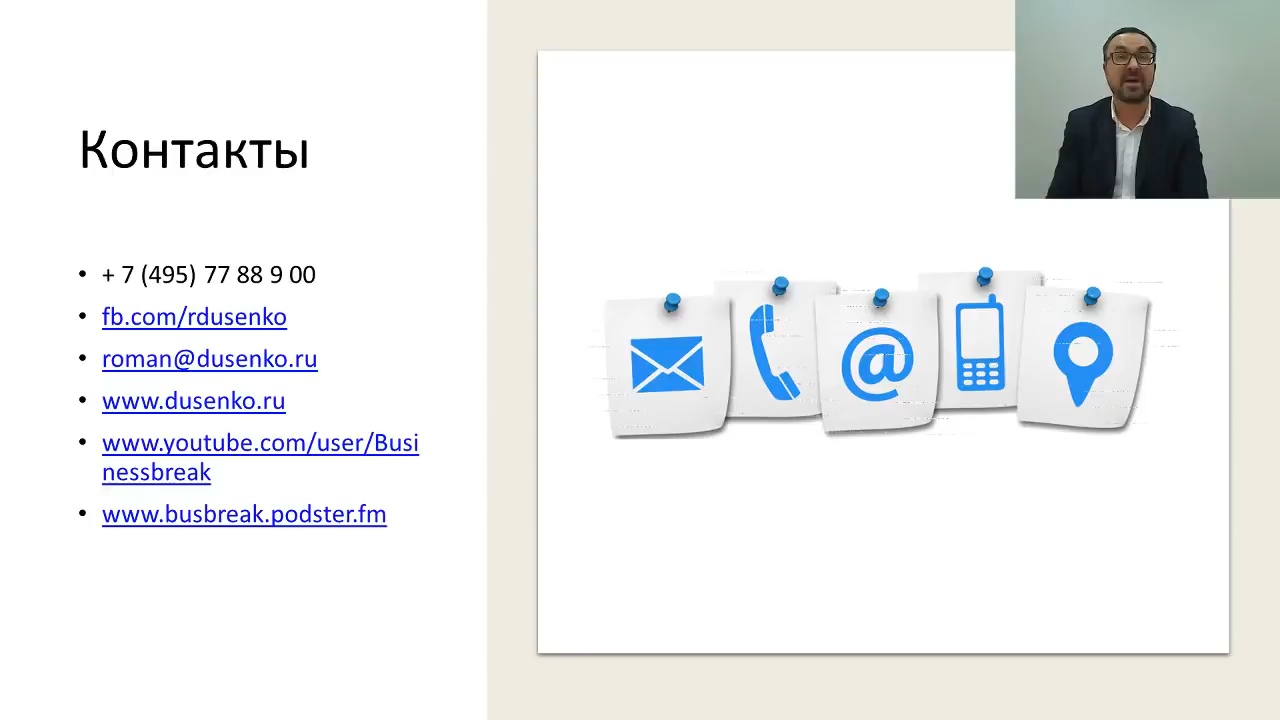 Контакты
+ 7 (495) 77 88 9 00
fb.com/rdusenko
roman@dusenko.ru
www.dusenko.ru
www.youtube.com/user/Busi
nessbreak
www.busbreak.podster.fm
@